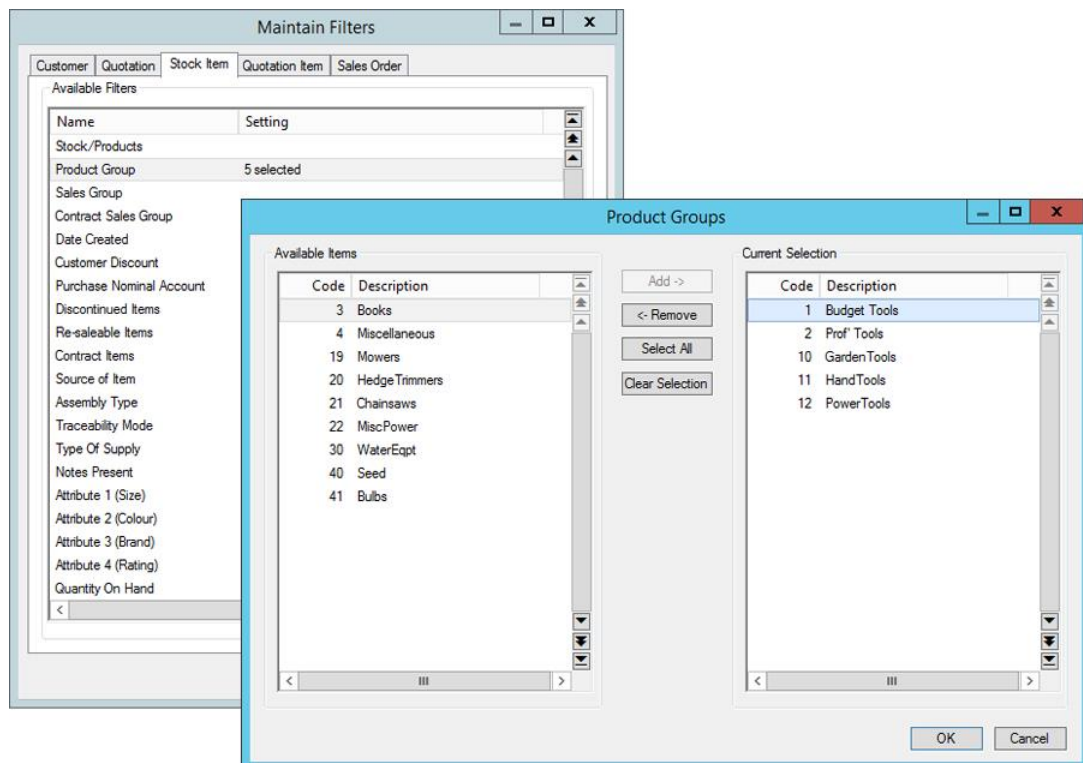 Maintain Filters
Customer Quotation Stock Item Quotation Item Sales Order
Available Filters
Name Setting
Stock/Products
Product Group 5 selected
Sales Group
Contract Sales Group
Date Created
Customer Discount
Purchase Nominal Account
Discontinued Items
Re-saleable Items
Contract Items
Source of Item
Assembly Type
Traceability Mode
Type Of Supply
Notes Present
Attribute 1 (Size)
Attribute 2 (Colour)
Attribute 3 (Brand)
Attribute 4 (Rating)
Quantity On Hand
Product Groups
Available Items
Code Description
3 Books
4 Miscellaneous
19 Mowers
20 HedgeTrimmers
21 Chainsaws
22 MiscPower
30 WaterEqpt
40 Seed
41 Bulbs
Add ->
<- Remove
Select All
Clear Selection
Current Selection
Code Description
1 Budget Tools
2 Prof' Tools
10 GardenTools
11 HandTools
12 PowerTools
OK Cancel